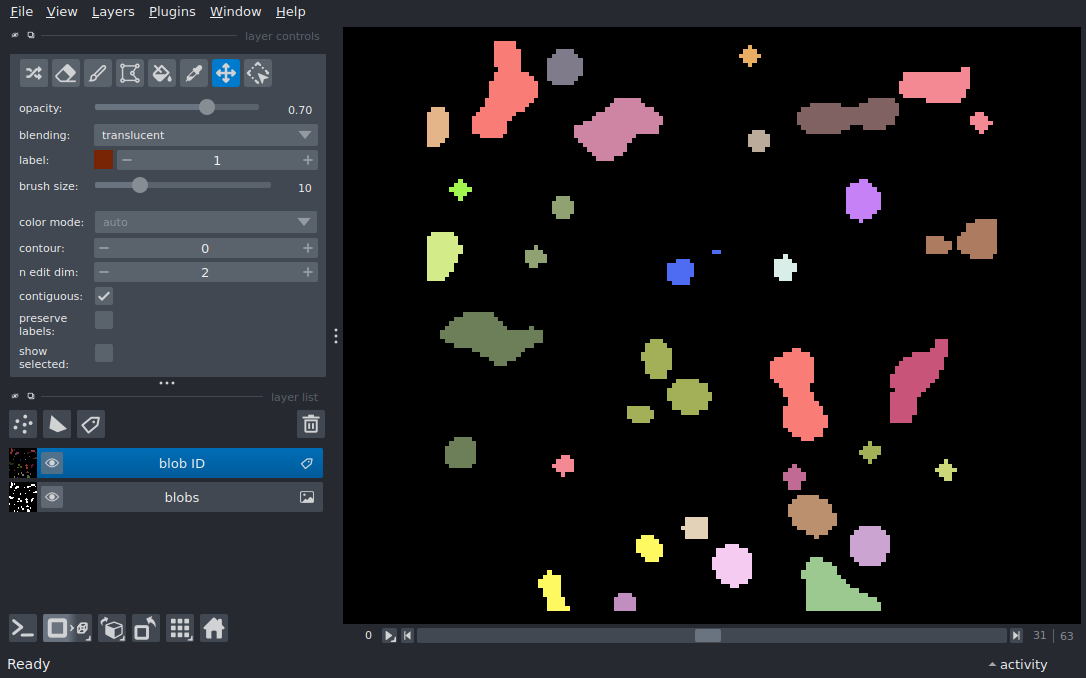 File View Layers Plugins Window Help
layer controls
opacity: 0.70
blending: translucent
label: 1
brush size: 10
color mode: auto
contour: 0
n edit dim: 2
contiguous:
preserve
labels:
show
selected:
layer list
blob ID
blobs
0 31 63
Ready activity